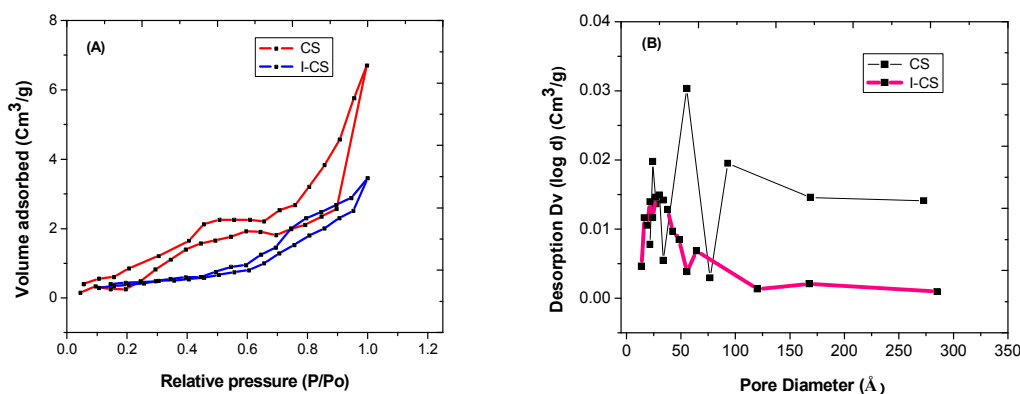 (A)
CS
I-CS
8
6
4
2
0
0.0 0.2 0.4 0.6 0.8 1.0 1.2
Volume adsorbed (Cm³/g)
Relative pressure (P/Po)
(B)
CS
I-CS
0.04
0.03
0.02
0.01
0.00
0 50 100 150 200 250 300 350
Desorption Dv (log d) (Cm³/g)
Pore Diameter (Å)